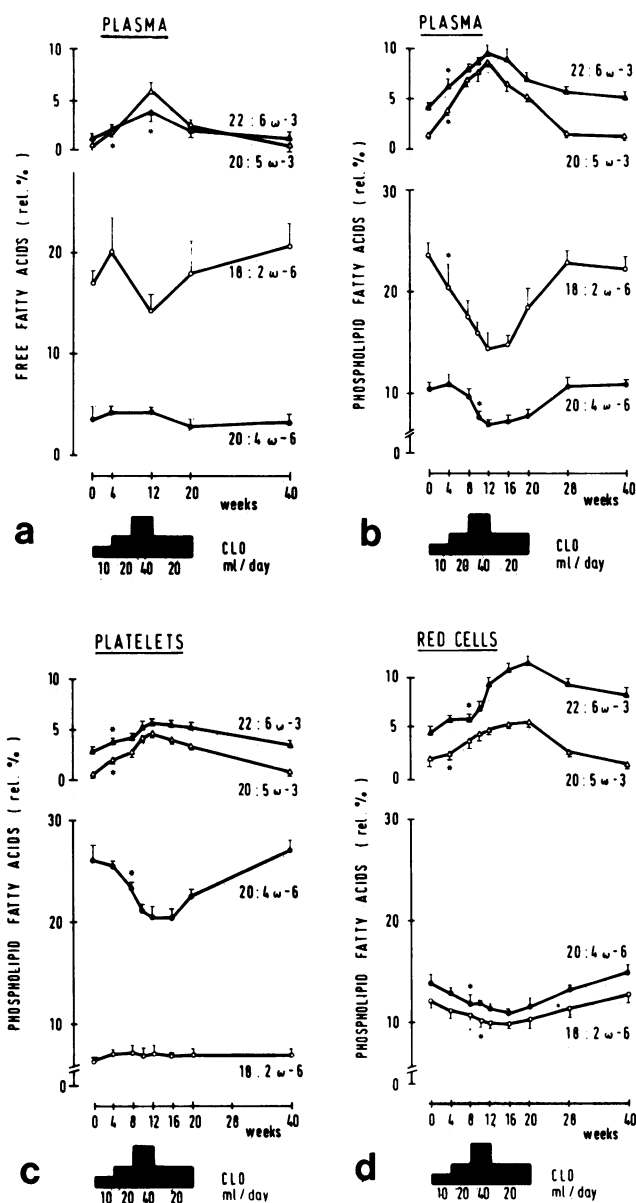 PLASMA
10
5
0
22:6 ω-3
20:5 ω-3
20
10
0
18:2 ω-6
20:4 ω-6
FREE FATTY ACIDS (rel.%)
0 4 12 20 40
weeks
a
10 20 40 20
CLO
ml/day
PLASMA
10
5
0
22:6 ω-3
20:5 ω-3
30
20
10
0
18:2 ω-6
20:4 ω-6
PHOSPHOLIPID FATTY ACIDS (rel.%)
0 4 8 12 16 20 28 40
weeks
b
10 20 40 20
CLO
ml/day
PLATELETS
10
5
0
22:6 ω-3
20:5 ω-3
30
20
10
0
20:4 ω-6
18:2 ω-6
PHOSPHOLIPID FATTY ACIDS (rel.%)
0 4 8 12 16 20 28 40
weeks
c
10 20 40 20
CLO
ml/day
RED CELLS
10
5
0
22:6 ω-3
20:5 ω-3
30
20
10
0
20:4 ω-6
18:2 ω-6
PHOSPHOLIPID FATTY ACIDS (rel.%)
0 4 8 12 16 20 28 40
weeks
d
10 20 40 20
CLO
ml/day